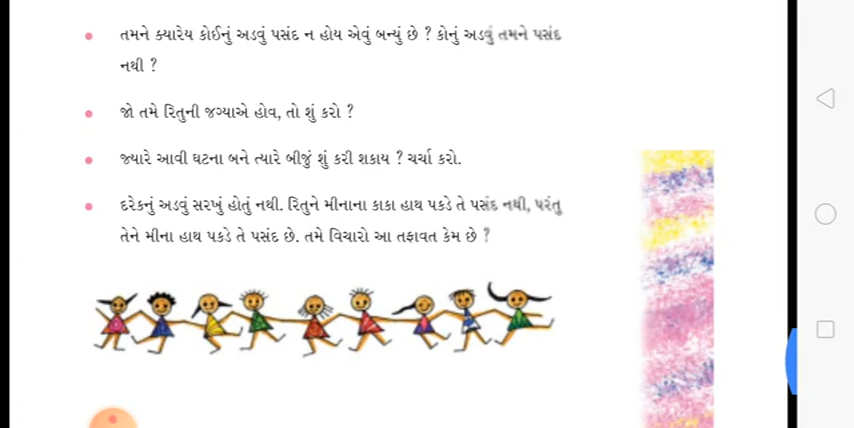 તમને ક્યારેય કોઈનું અડવું પસંદ ન હોય એવું બન્યું છે ? કોનું અડવું તમને પસંદ
નથી ?
જો તમે રિતુની જગ્યાએ હોવ, તો શું કરો ?
જ્યારે આવી ઘટના બને ત્યારે બીજું શું કરી શકાય ? ચર્ચા કરો.
દરેકનું અડવું સરખું હોતું નથી. રિતુને મીનાના કાકા હાથ પકડે તે પસંદ નથી, પરંતુ
તેને મીના હાથ પકડે તે પસંદ છે. તમે વિચારો આ તફાવત કેમ છે ?